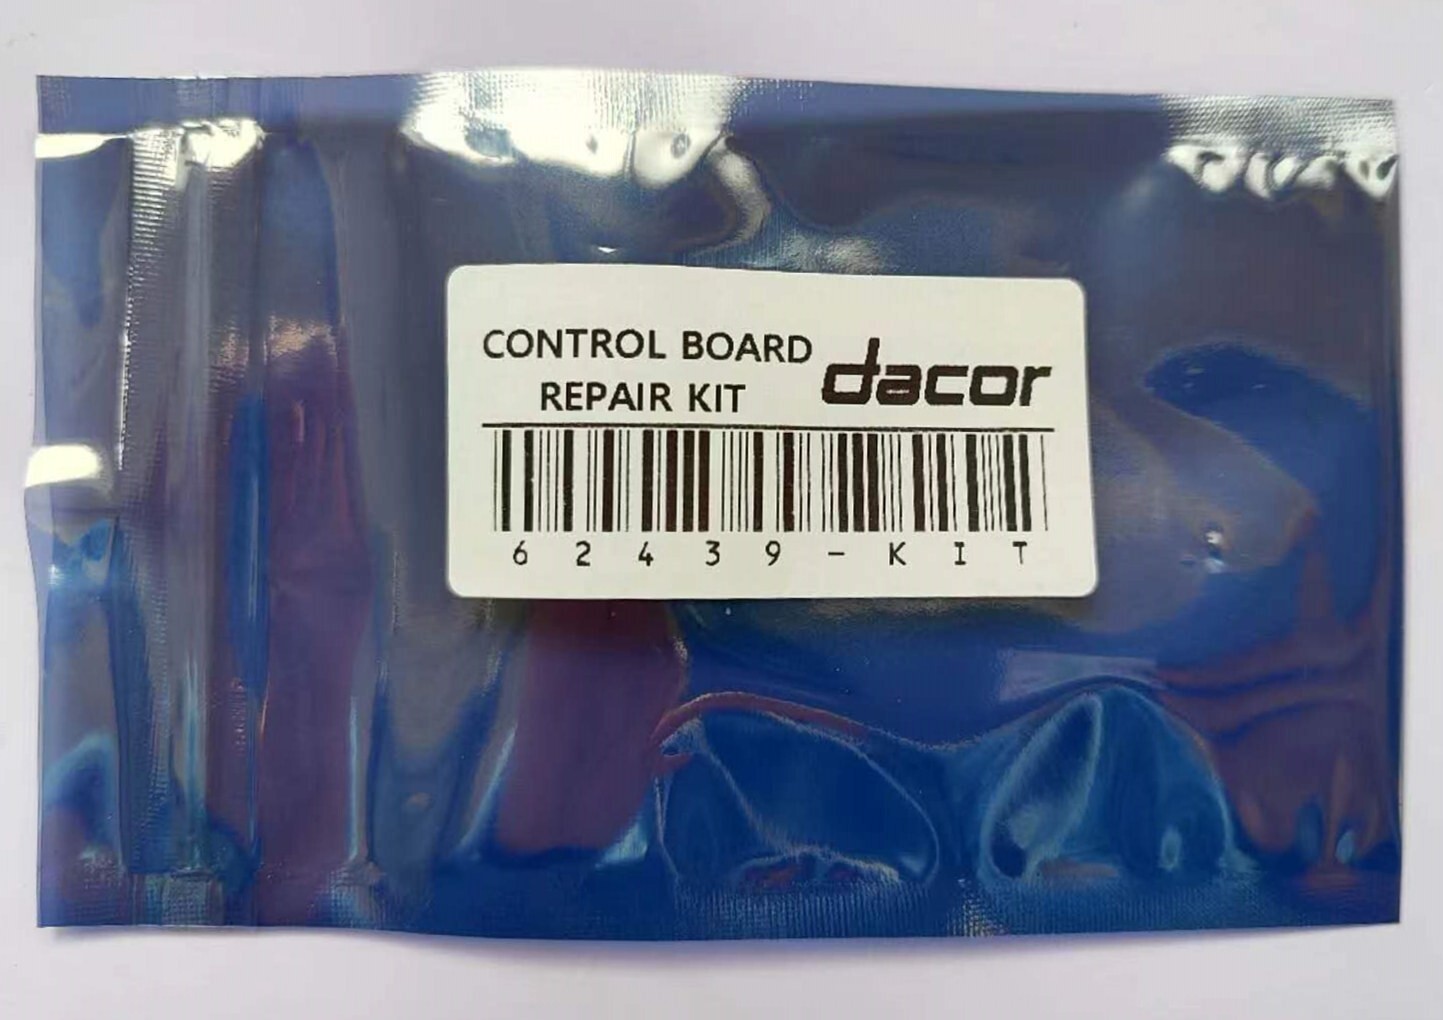 CONTROL BOARD
REPAIR KIT
dacor
62439-KIT